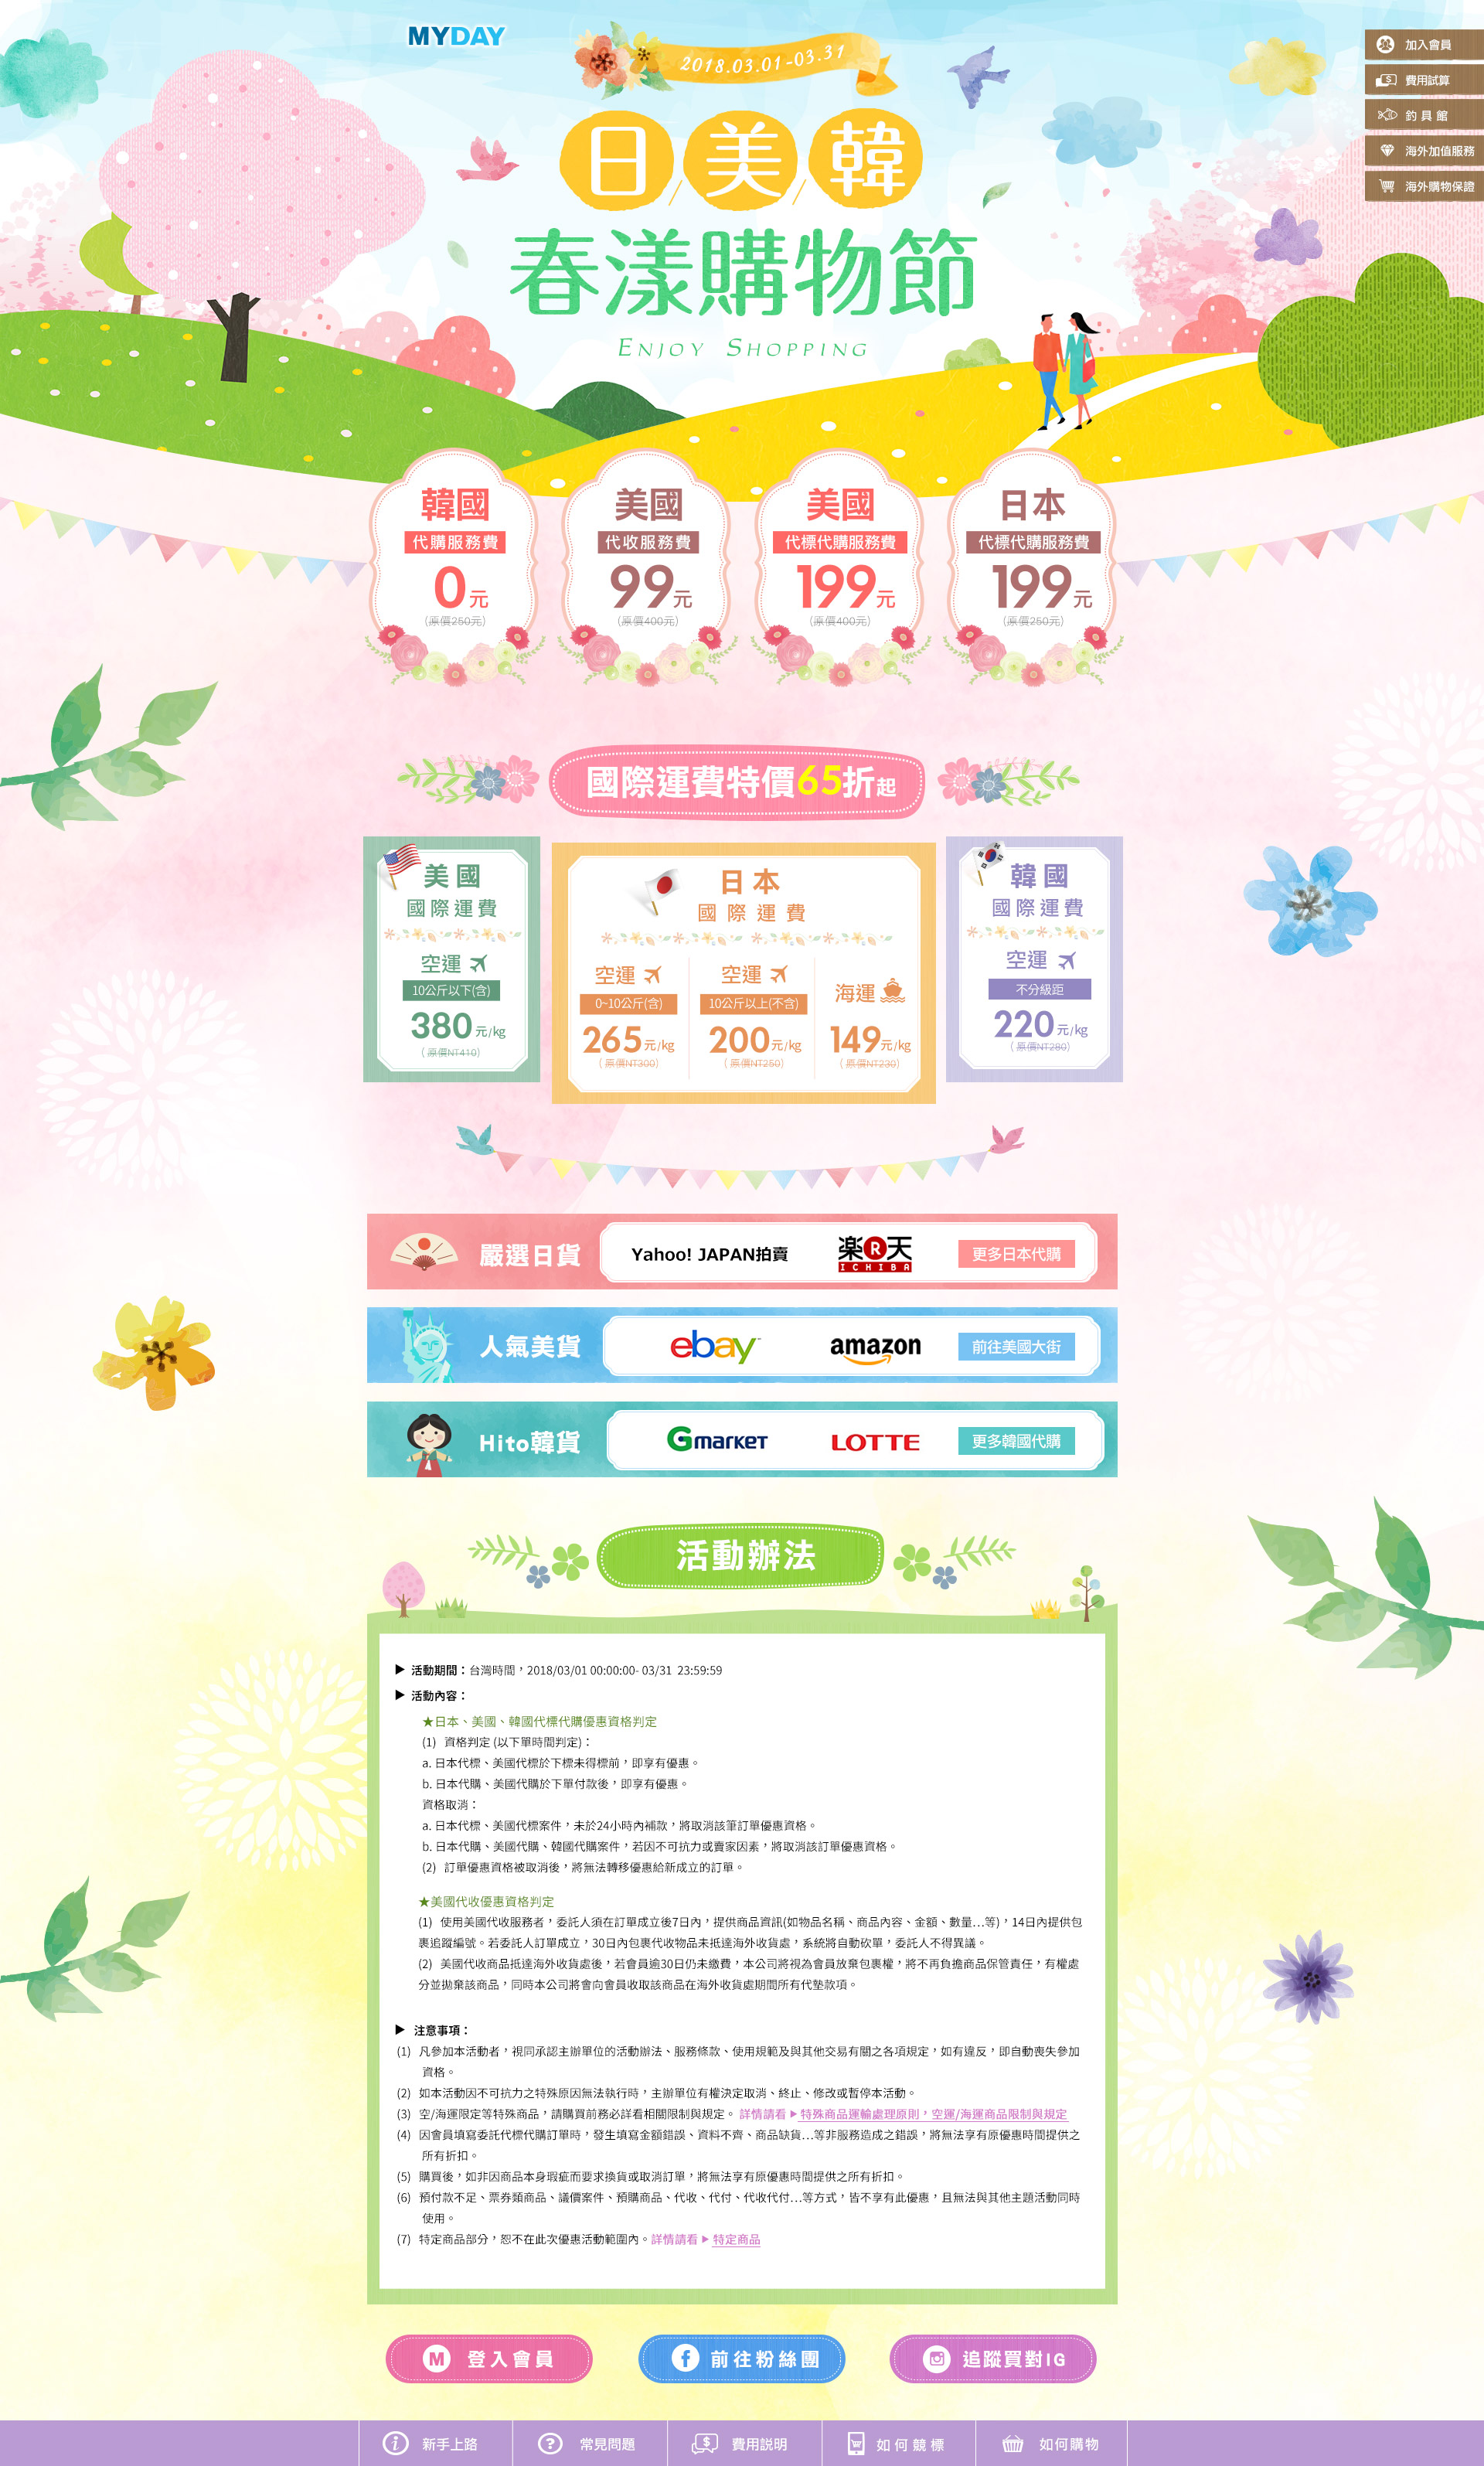 MYDAY
2018.03.01-03.31
日/美/韓
春漾購物節
ENJOY SHOPPING
加入會員
費用試算
釣具館
海外加值服務
海外購物保證
韓國
代購服務費
0元
(原價250元)
美國
代收服務費
99元
(原價400元)
美國
代標代購服務費
199元
(原價400元)
日本
代標代購服務費
199元
(原價250元)
國際運費特價65折起
美國
國際運費
空運
10公斤以下(含)
380元/kg
(原價NT410)
日本
國際運費
空運
0~10公斤(含)
265元/kg
(原價NT300)
空運
10公斤以上(不含)
200元/kg
(原價NT250)
海運
149元/kg
(原價NT230)
韓國
國際運費
空運
不分級距
220元/kg
(原價NT280)
嚴選日貨
Yahoo! JAPAN拍賣
楽R天
ICHIBA
更多日本代購
人氣美貨
ebay
amazon
前往美國大街
Hito韓貨
Gmarket
LOTTE
更多韓國代購
活動辦法
▶ 活動期間：台灣時間，2018/03/01 00:00:00- 03/31 23:59:59
▶ 活動內容：
★日本、美國、韓國代標代購優惠資格判定
(1) 資格判定 (以下單時間判定)：
a. 日本代標、美國代標於下標未得標前，即享有優惠。
b. 日本代購、美國代購於下單付款後，即享有優惠。
資格取消：
a. 日本代標、美國代標案件，未於24小時內補款，將取消該筆訂單優惠資格。
b. 日本代購、美國代購、韓國代購案件，若因不可抗力或賣家因素，將取消該訂單優惠資格。
(2) 訂單優惠資格被取消後，將無法轉移優惠給新成立的訂單。
★美國代收優惠資格判定
(1) 使用美國代收服務者，委託人須在訂單成立後7日內，提供商品資訊(如物品名稱、商品內容、金額、數量…等)，14日內提供包
裹追蹤編號。若委託人訂單成立，30日內包裹代收物品未抵達海外收貨處，系統將自動砍單，委託人不得異議。
(2) 美國代收商品抵達海外收貨處後，若會員逾30日仍未繳費，本公司將視為會員放棄包裹權，將不再負擔商品保管責任，有權處
分並拋棄該商品，同時本公司將會向會員收取該商品在海外收貨處期間所有代墊款項。
▶ 注意事項：
(1) 凡參加本活動者，視同承認主辦單位的活動辦法、服務條款、使用規範及與其他交易有關之各項規定，如有違反，即自動喪失參加
資格。
(2) 如本活動因不可抗力之特殊原因無法執行時，主辦單位有權決定取消、終止、修改或暫停本活動。
(3) 空/海運限定等特殊商品，請購買前務必詳看相關限制與規定。 詳情請看▶特殊商品運輸處理原則，空運/海運商品限制與規定
(4) 因會員填寫委託代標代購訂單時，發生填寫金額錯誤、資料不齊、商品缺貨…等非服務造成之錯誤，將無法享有原優惠時間提供之
所有折扣。
(5) 購買後，如非因商品本身瑕疵而要求換貨或取消訂單，將無法享有原優惠時間提供之所有折扣。
(6) 預付款不足、票券類商品、議價案件、預購商品、代收、代付、代收代付…等方式，皆不享有此優惠，且無法與其他主題活動同時
使用。
(7) 特定商品部分，恕不在此次優惠活動範圍內。詳情請看▶特定商品
M 登入會員
f 前往粉絲團
追蹤買對IG
新手上路
常見問題
費用説明
如何競標
如何購物